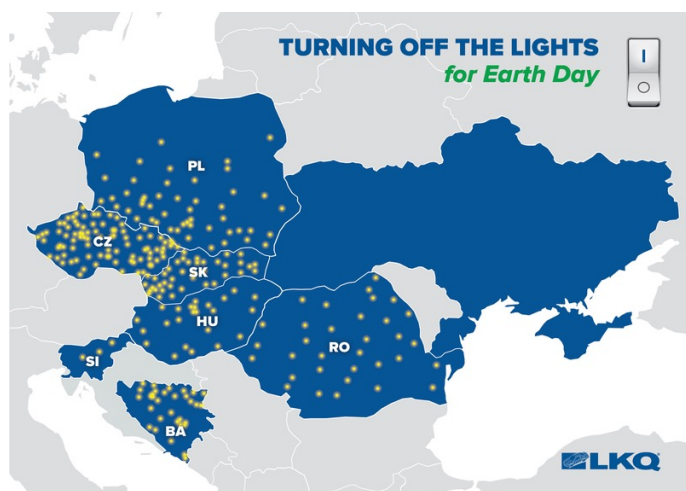 TURNING OFF THE LIGHTS
for Earth Day
I
O
PL
CZ
SK
HU
RO
SI
BA
LKQ